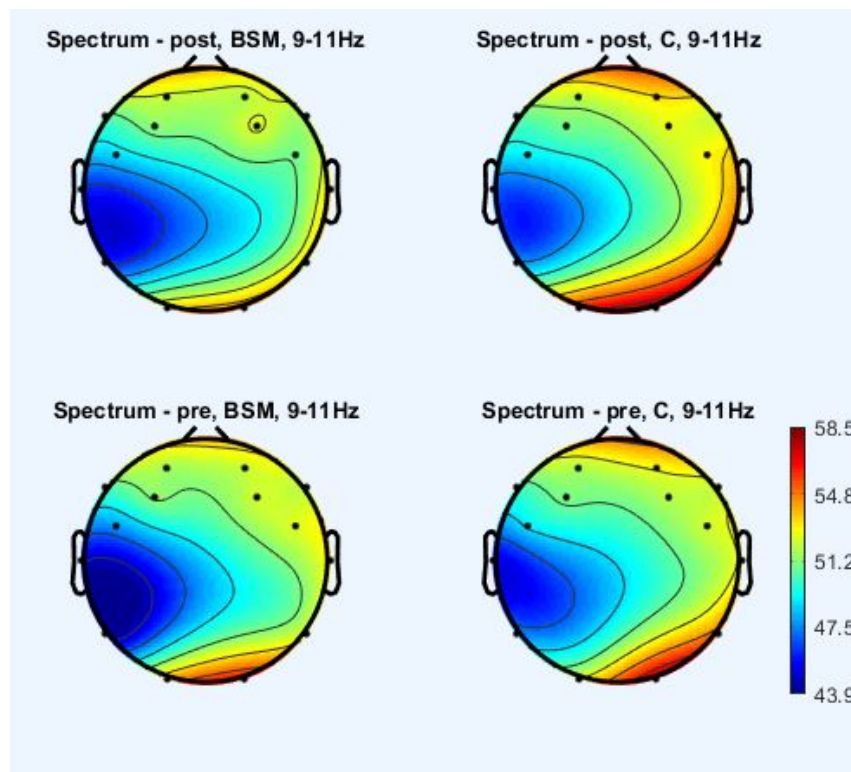 Spectrum - post, BSM, 9-11Hz
Spectrum - post, C, 9-11Hz
Spectrum - pre, BSM, 9-11Hz
Spectrum - pre, C, 9-11Hz
58.5
54.8
51.2
47.5
43.9